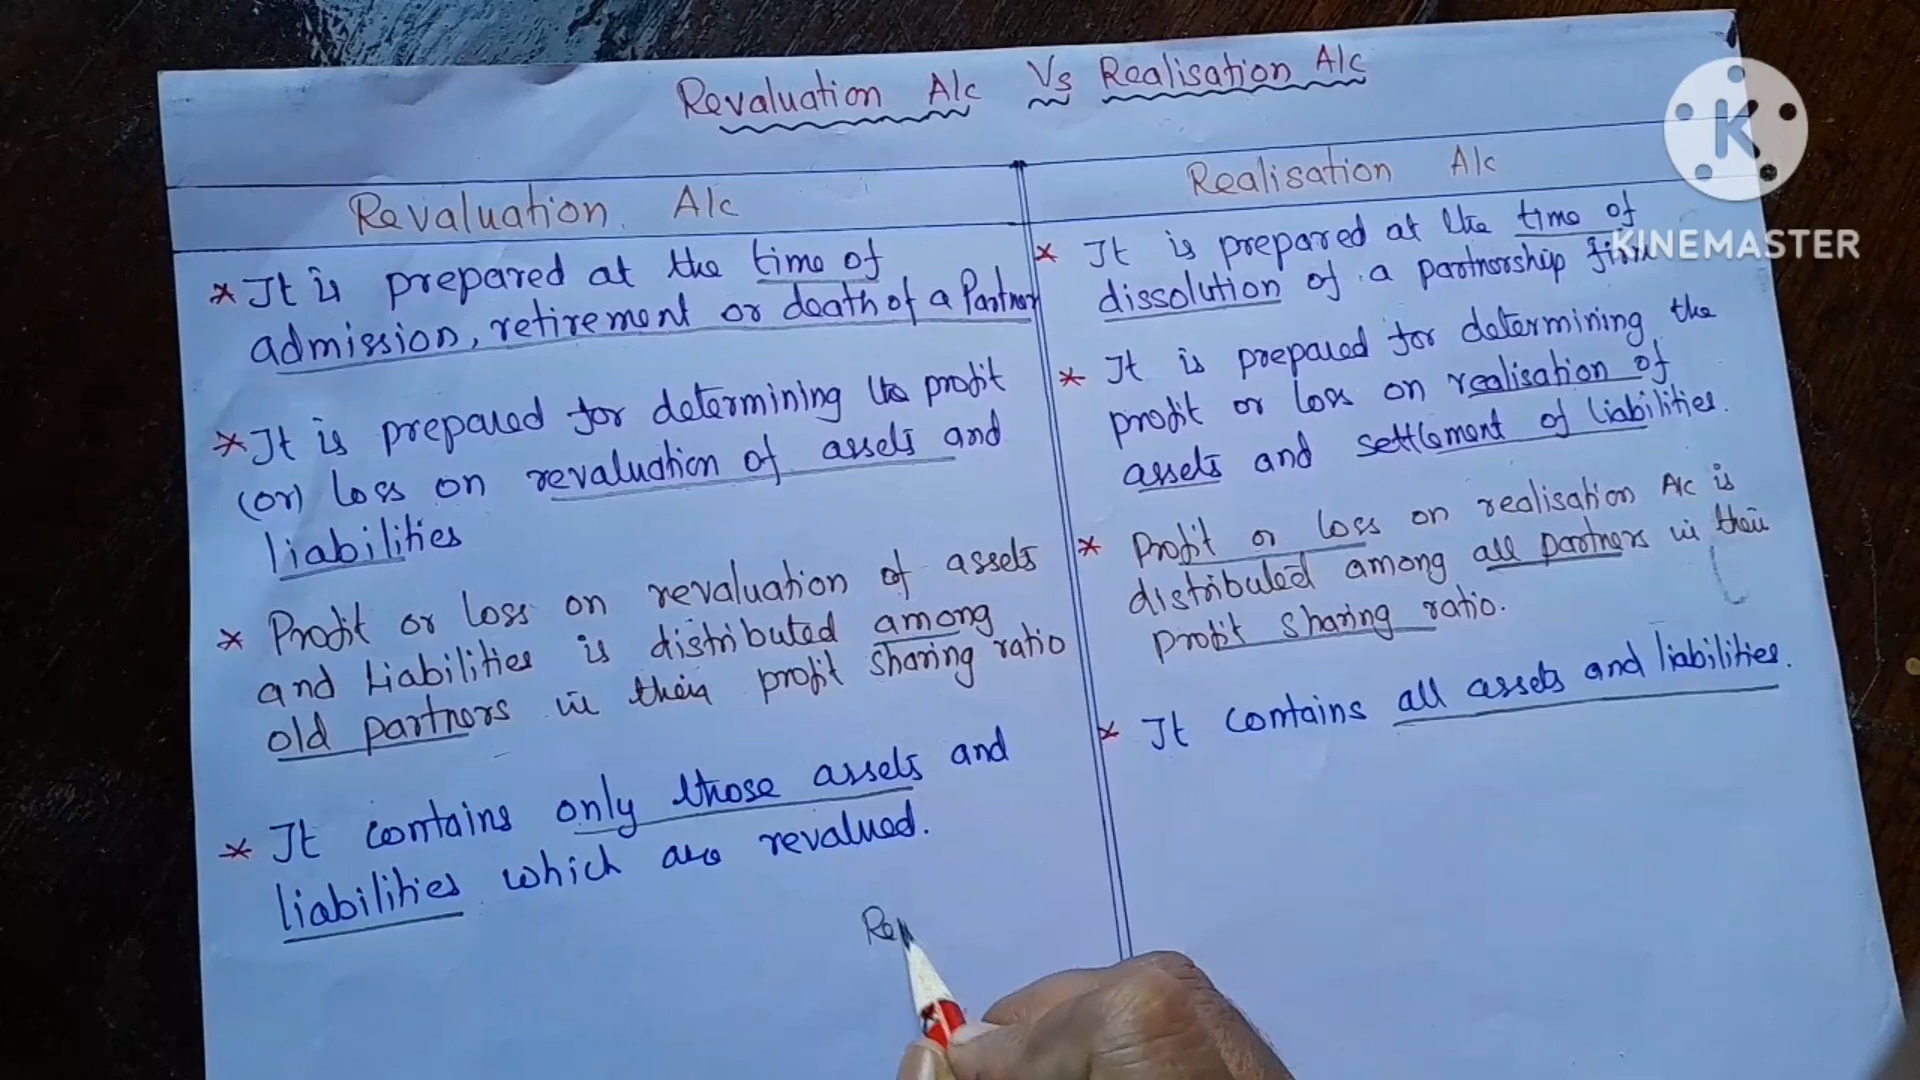 Revaluation A/c Vs Realisation A/c
Revaluation A/c
* It is prepared at the time of
admission, retirement or death of a Partner
* It is prepared for determining the profit
(or) loss on revaluation of assets and
liabilities
* Profit or loss on revaluation of assets
and Liabilities is distributed among
old partners in their profit sharing ratio
* It contains only those assets and
liabilities which are revalued.
Realisation A/c
* It is prepared at the time of
dissolution of a partnership firm
* It is prepared for determining the
profit or loss on realisation of
assets and settlement of liabilities.
* Profit or loss on realisation A/c is
distributed among all partners in their
profit sharing ratio.
* It contains all assets and liabilities.
K
KINEMASTER